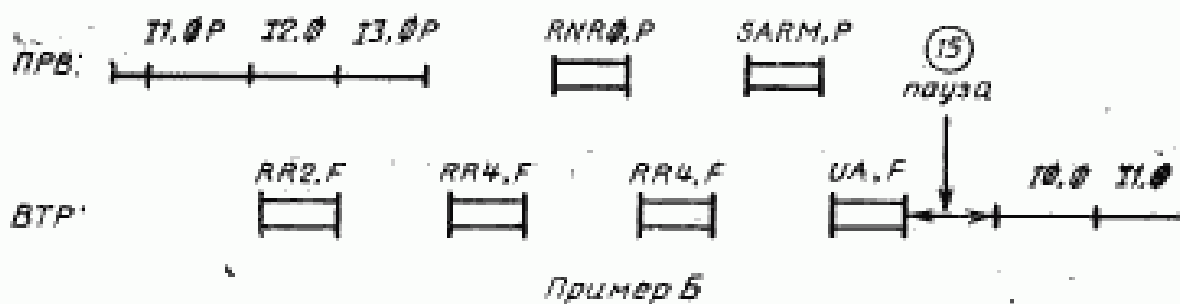 I1,0P I2,0 I3,0P RNR0,P SARM,P 15
ПРВ:
пауза
RR2,F RR4,F RR4,F UA,F I0,0 I1,0
ВТР:
Пример Б